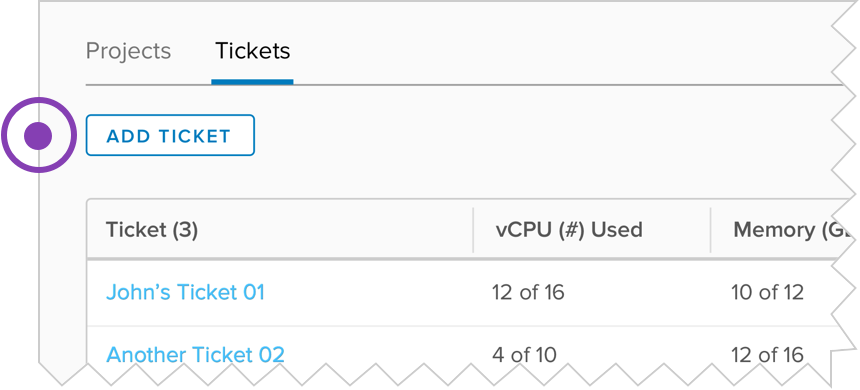 Projects Tickets
ADD TICKET
Ticket (3) vCPU (#) Used Memory (G
John’s Ticket 01 12 of 16 10 of 12
Another Ticket 02 4 of 10 12 of 16